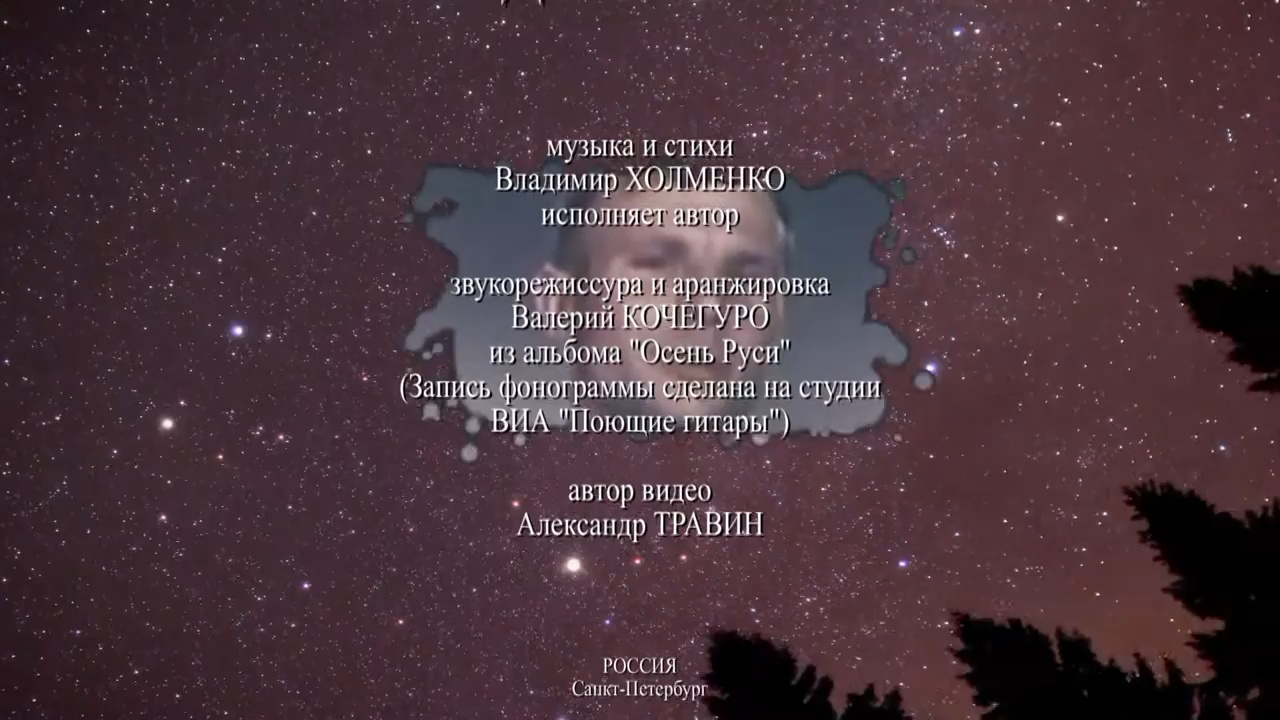 музыка и стихи
Владимир ХОЛМЕНКО
исполняет автор
звукорежиссура и аранжировка
Валерий КОЧЕГУРО
из альбома "Осень Руси"
(Запись фонограммы сделана на студии
ВИА "Поющие гитары")
автор видео
Александр ТРАВИН
РОССИЯ
Санкт-Петербург